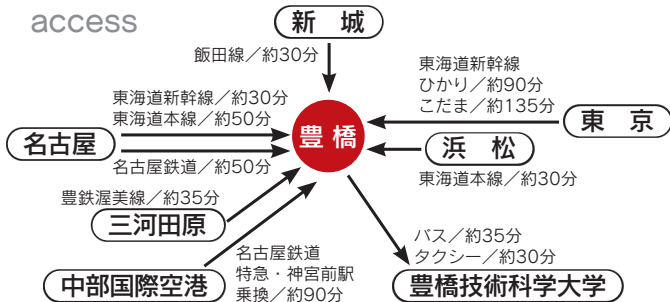 access
新 城
飯田線／約30分
東海道新幹線／約30分
東海道本線／約50分
名古屋
名古屋鉄道／約50分
豊橋
東海道新幹線
ひかり／約90分
こだま／約135分
東 京
浜 松
東海道本線／約30分
豊鉄渥美線／約35分
三河田原
中部国際空港
名古屋鉄道
特急・神宮前駅
乗換／約90分
バス／約35分
タクシー／約30分
豊橋技術科学大学